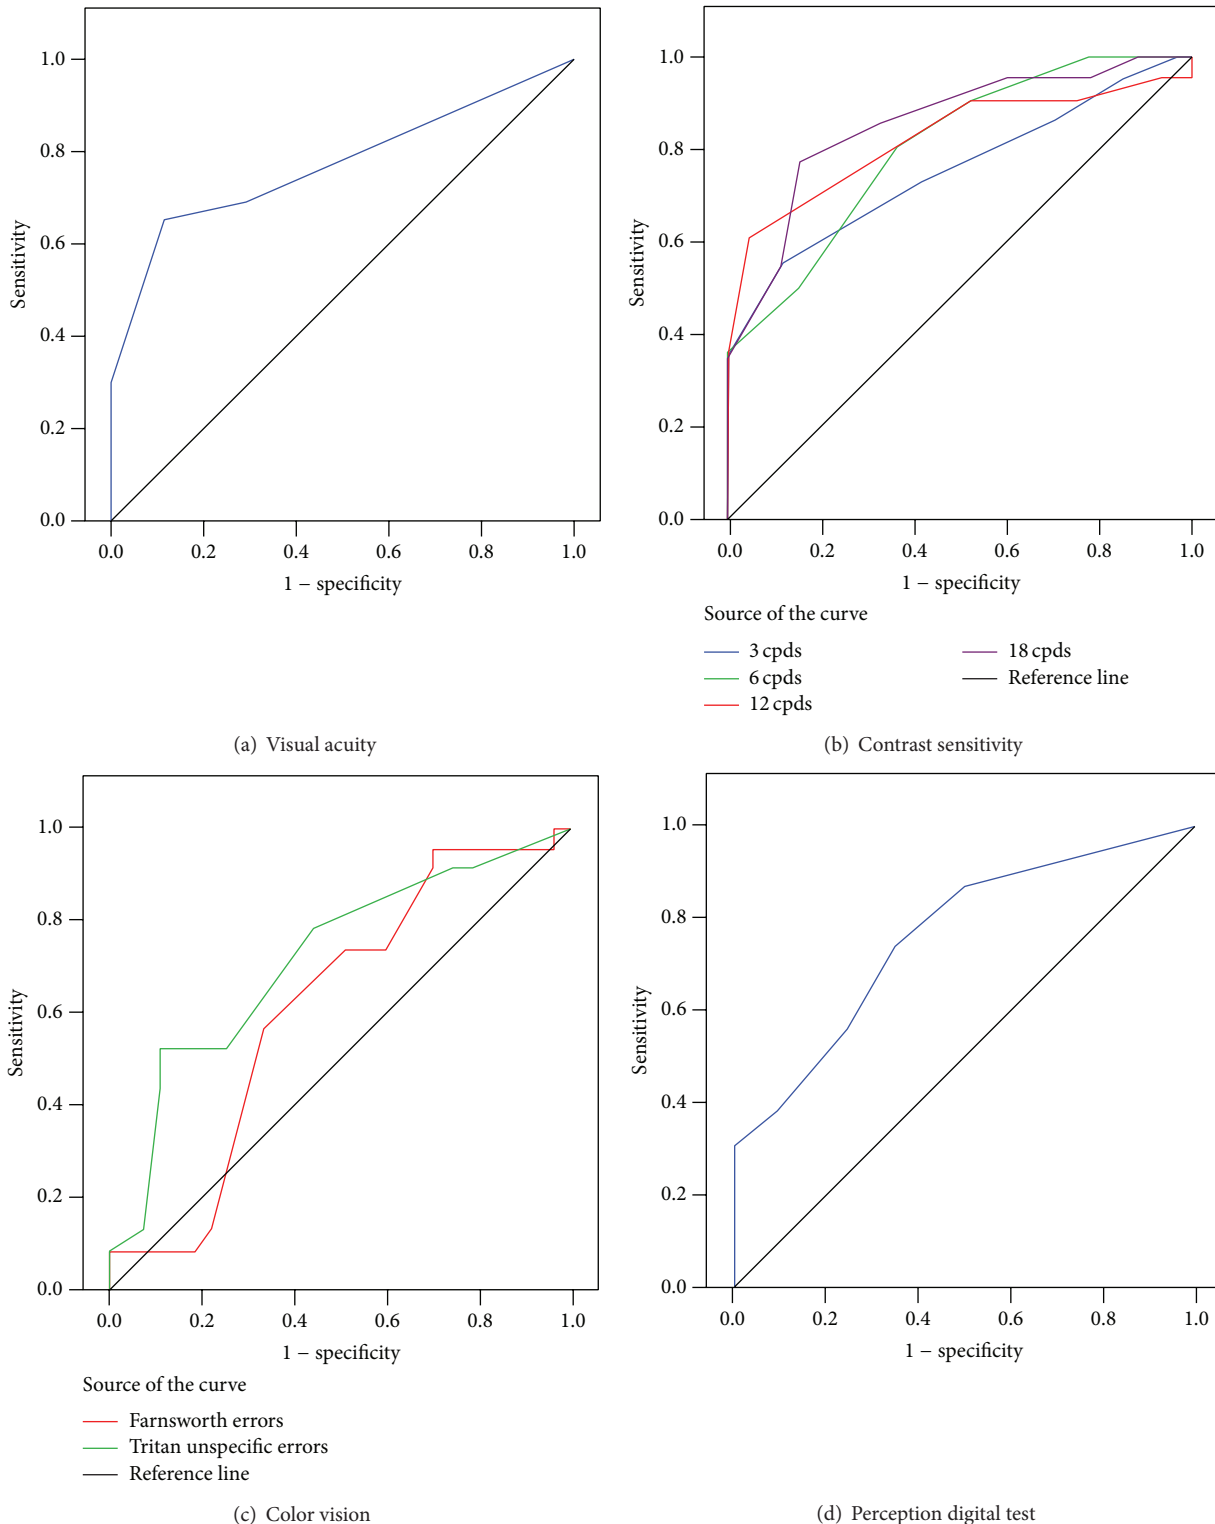 1.0
0.8
0.6
0.4
0.2
0.0
Sensitivity
0.0 0.2 0.4 0.6 0.8 1.0
1 − specificity
(a) Visual acuity
1.0
0.8
0.6
0.4
0.2
0.0
Sensitivity
0.0 0.2 0.4 0.6 0.8 1.0
1 − specificity
Source of the curve
3 cpds
6 cpds
12 cpds
18 cpds
Reference line
(b) Contrast sensitivity
1.0
0.8
0.6
0.4
0.2
0.0
Sensitivity
0.0 0.2 0.4 0.6 0.8 1.0
1 − specificity
Source of the curve
Farnsworth errors
Tritan unspecific errors
Reference line
(c) Color vision
1.0
0.8
0.6
0.4
0.2
0.0
Sensitivity
0.0 0.2 0.4 0.6 0.8 1.0
1 − specificity
(d) Perception digital test